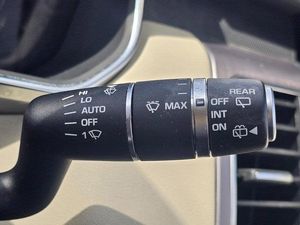 HI
LO
AUTO
OFF
1
MAX
REAR
OFF
INT
ON